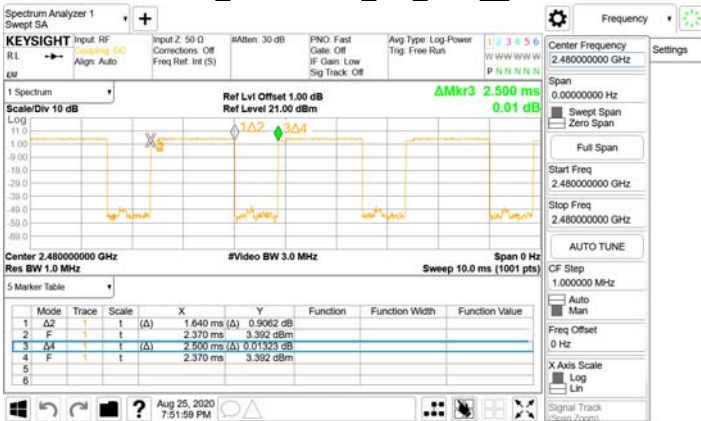 Spectrum Analyzer 1
Swept SA
+
Frequency
KEYSIGHT
RL
Input: RF
Coupling: DC
Align: Auto
Input Z: 50 Ω
Corrections: Off
Freq Ref: Int (S)
#Atten: 30 dB
PNO: Fast
Gate: Off
IF Gain: Low
Sig Track: Off
Avg Type: Log-Power
Trig: Free Run
1 2 3 4 5 6
W W W W W W
P N N N N N
Center Frequency
2.480000000 GHz
Settings
Span
0.00000000 Hz
Swept Span
Zero Span
Full Span
Start Freq
2.480000000 GHz
Stop Freq
2.480000000 GHz
AUTO TUNE
CF Step
1.000000 MHz
Auto
Man
Freq Offset
0 Hz
X Axis Scale
Log
Lin
Signal Track
(Span Zoom)
1 Spectrum
Scale/Div 10 dB
Ref Lvl Offset 1.00 dB
Ref Level 21.00 dBm
ΔMkr3 2.500 ms
0.01 dB
Log
11.0
1.00
-9.00
-19.0
-29.0
-39.0
-49.0
-59.0
-69.0
1Δ2
3Δ4
Center 2.480000000 GHz
Res BW 1.0 MHz
#Video BW 3.0 MHz
Span 0 Hz
Sweep 10.0 ms (1001 pts)
5 Marker Table
Mode Trace Scale X Y Function Function Width Function Value
1 Δ2 1 t (Δ) 1.640 ms (Δ) 0.9062 dB
2 F 1 t 2.370 ms 3.392 dBm
3 Δ4 1 t (Δ) 2.500 ms (Δ) 0.01323 dB
4 F 1 t 2.370 ms 3.392 dBm
5
6
?
Aug 25, 2020
7:51:59 PM